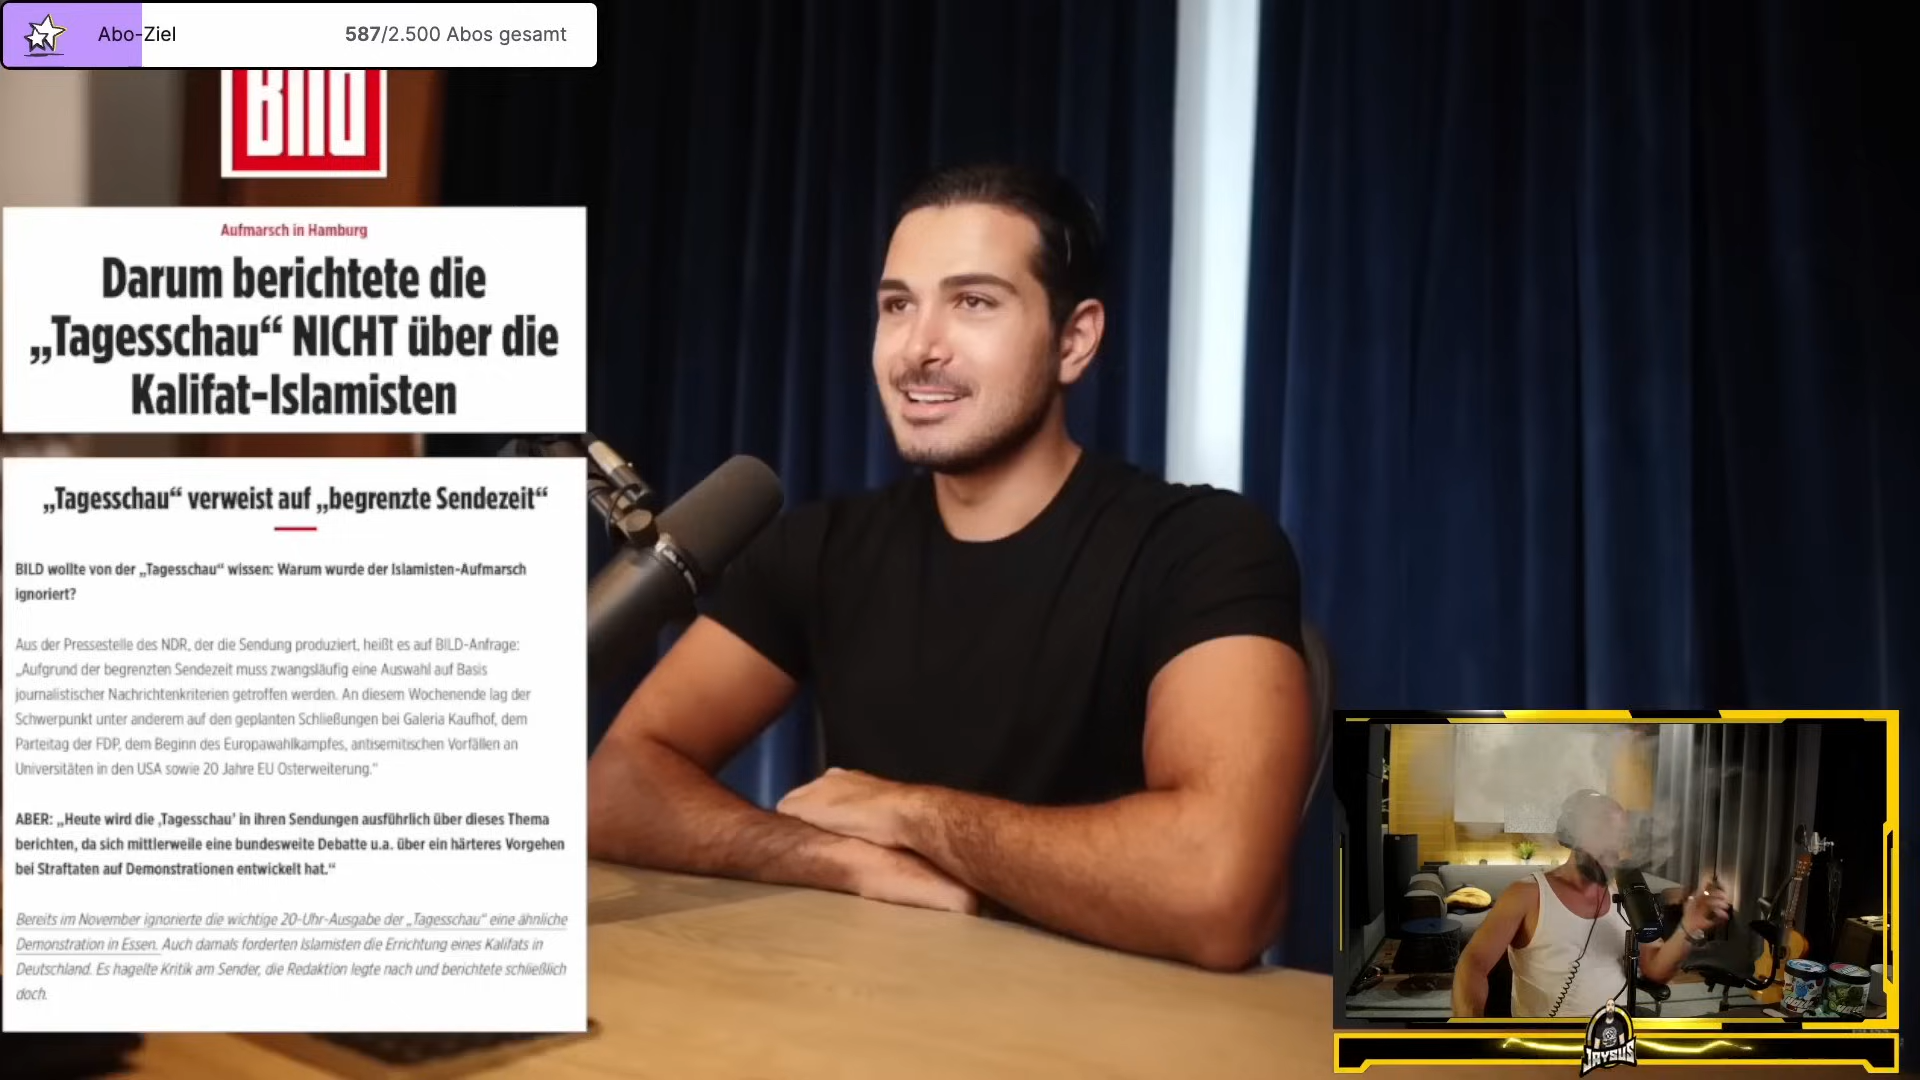 Abo-Ziel
587/2.500 Abos gesamt
Bild
Aufmarsch in Hamburg
Darum berichtete die
„Tagesschau“ NICHT über die
Kalifat-Islamisten
„Tagesschau“ verweist auf „begrenzte Sendezeit“
BILD wollte von der „Tagesschau“ wissen: Warum wurde der Islamisten-Aufmarsch
ignoriert?
Aus der Pressestelle des NDR, der die Sendung produziert, heißt es auf BILD-Anfrage:
„Aufgrund der begrenzten Sendezeit muss zwangsläufig eine Auswahl auf Basis
journalistischer Nachrichtenkriterien getroffen werden. An diesem Wochenende lag der
Schwerpunkt unter anderem auf den geplanten Schließungen bei Galeria Kaufhof, dem
Parteitag der FDP, dem Beginn des Europawahlkampfes, antisemitischen Vorfällen an
Universitäten in den USA sowie 20 Jahre EU Osterweiterung.“
ABER: „Heute wird die ‚Tagesschau’ in ihren Sendungen ausführlich über dieses Thema
berichten, da sich mittlerweile eine bundesweite Debatte u.a. über ein härteres Vorgehen
bei Straftaten auf Demonstrationen entwickelt hat.“
Bereits im November ignorierte die wichtige 20-Uhr-Ausgabe der „Tagesschau“ eine ähnliche
Demonstration in Essen. Auch damals forderten Islamisten die Errichtung eines Kalifats in
Deutschland. Es hagelte Kritik am Sender, die Redaktion legte nach und berichtete schließlich
doch.
JAYSUS